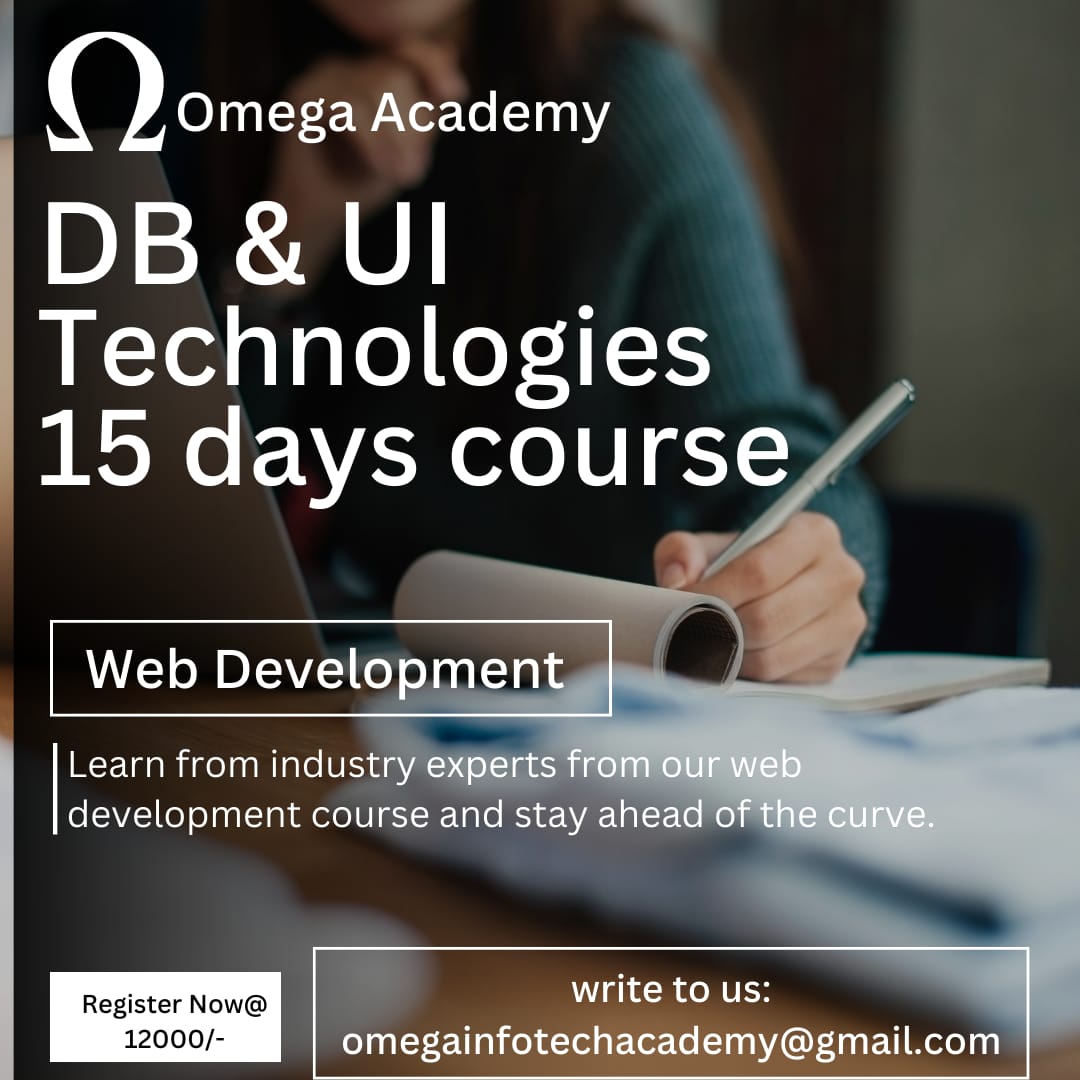 Ω Omega Academy
DB & UI
Technologies
15 days course
Web Development
Learn from industry experts from our web
development course and stay ahead of the curve.
Register Now@
12000/-
write to us:
omegainfotechacademy@gmail.com